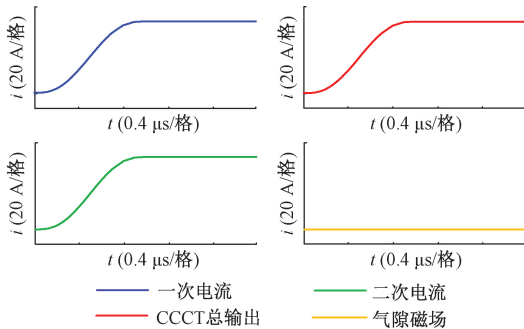 i (20 A/格)
t (0.4 μs/格)
i (20 A/格)
t (0.4 μs/格)
i (20 A/格)
t (0.4 μs/格)
i (20 A/格)
t (0.4 μs/格)
一次电流
二次电流
CCCT总输出
气隙磁场